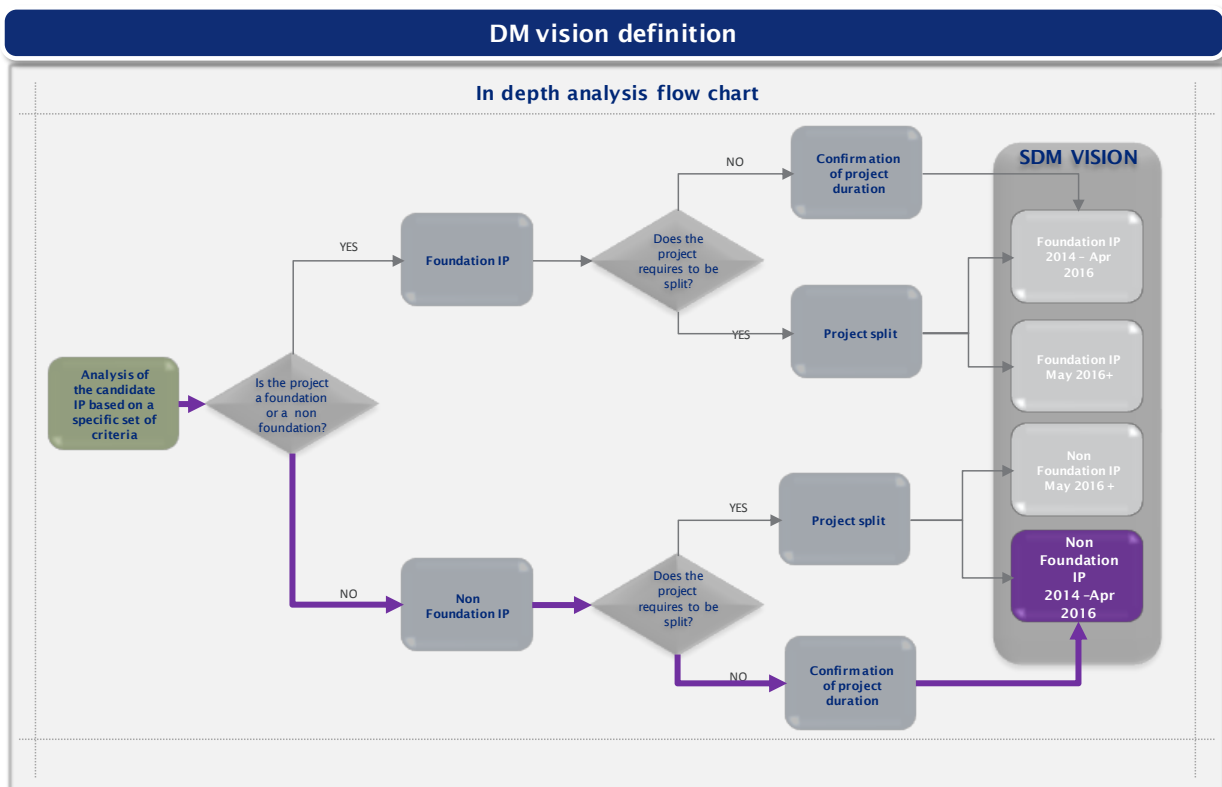 DM vision definition
In depth analysis flow chart
SDM VISION
Confirmation
of project
duration
NO
Foundation IP
2014 – Apr
2016
YES
Foundation IP
Does the
project
requires to be
split?
YES
Project split
Foundation IP
May 2016+
Analysis of
the candidate
IP based on a
specific set of
criteria
Is the project
a foundation
or a non
foundation?
Non
Foundation IP
May 2016 +
YES
Project split
Non
Foundation
IP
2014 –Apr
2016
NO
Non
Foundation IP
Does the
project
requires to be
split?
NO
Confirmation
of project
duration